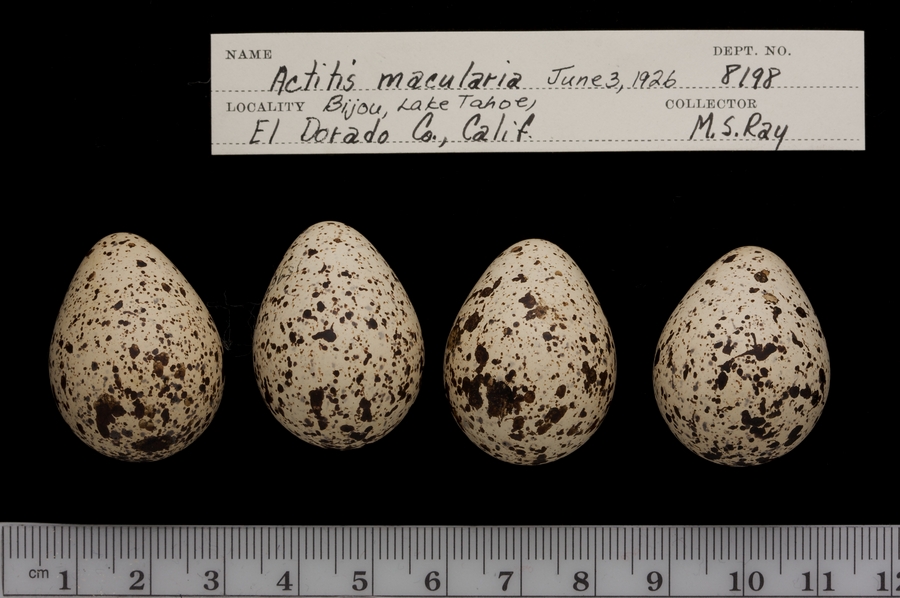 NAME DEPT. NO.
Actitis macularia June 3, 1926 8198
LOCALITY Bijou, Lake Tahoe, COLLECTOR
El Dorado Co., Calif. M.S.Ray
cm 1 2 3 4 5 6 7 8 9 10 11 12